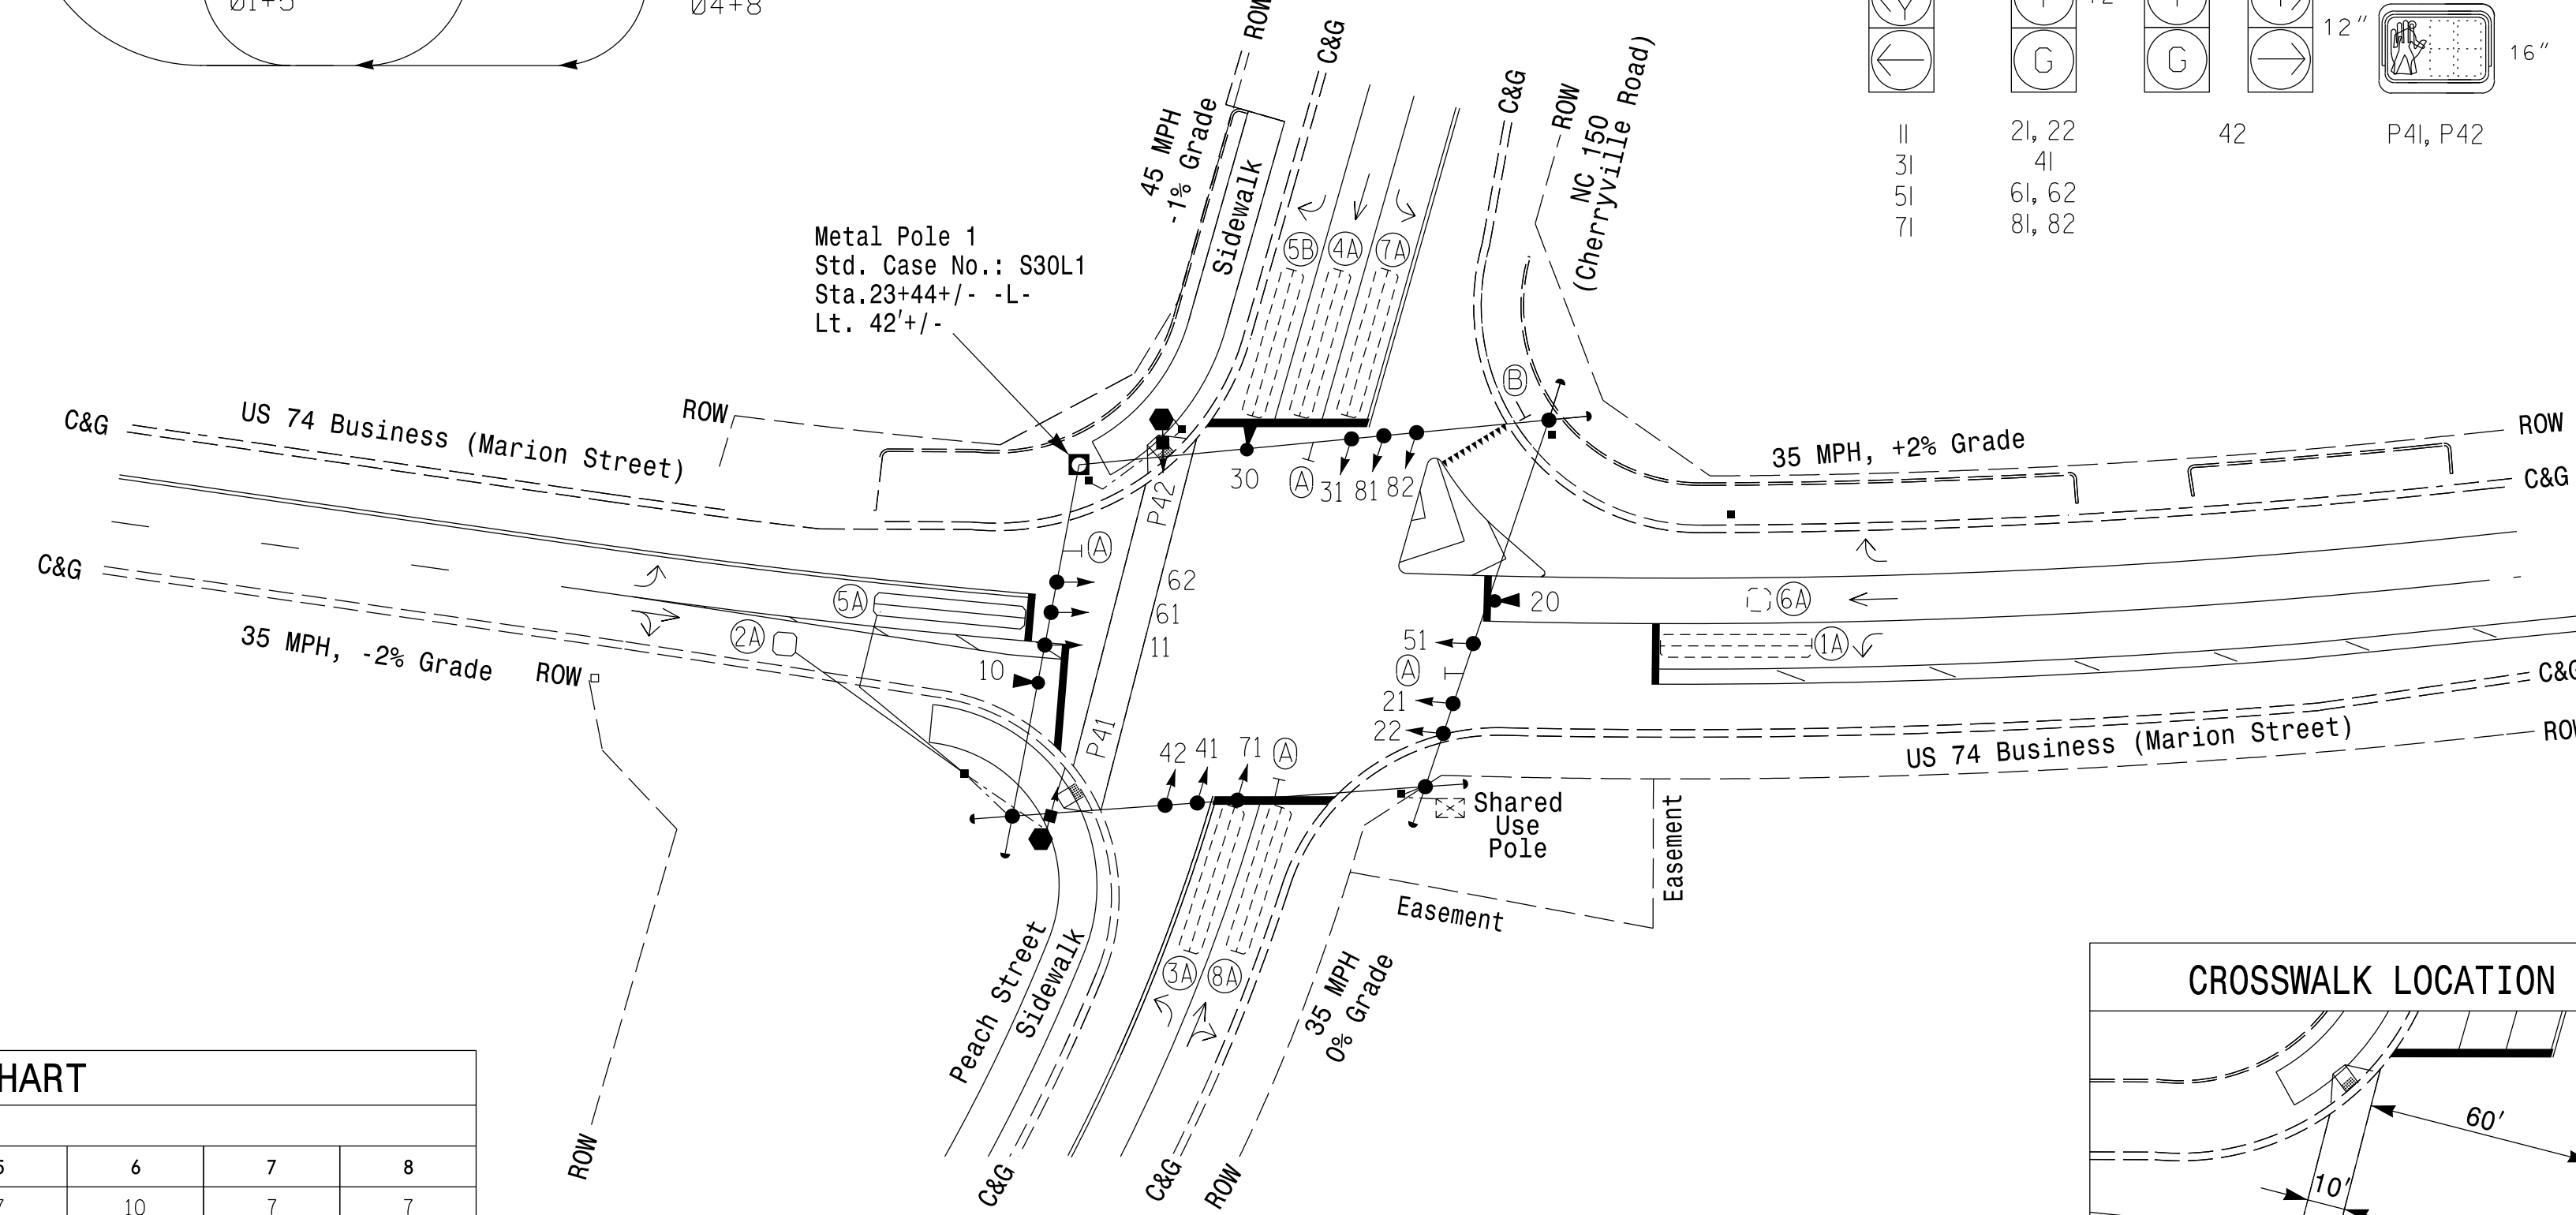 Ø4+8
12"
16"
G
G
11
31
51
71
21, 22
41
61, 62
81, 82
42
P41, P42
ROW
C&G
45 MPH
-1% Grade
Sidewalk
C&G
ROW
NC 150
(Cherryville Road)
Metal Pole 1
Std. Case No.: S30L1
Sta.23+44+/- -L-
Lt. 42'+/-
5B
4A
7A
B
C&G
US 74 Business (Marion Street)
ROW
35 MPH, +2% Grade
ROW
C&G
30
A
31
81
82
P42
A
62
61
11
10
C&G
5A
2A
35 MPH, -2% Grade
ROW
20
6A
51
A
21
22
1A
C&G
US 74 Business (Marion Street)
P41
42
41
71
A
Shared
Use
Pole
Easement
Easement
3A
8A
35 MPH
0% Grade
Peach Street
Sidewalk
ROW
C&G
C&G
ROW
6
7
8
10
7
7
CROSSWALK LOCATION
60'
10'